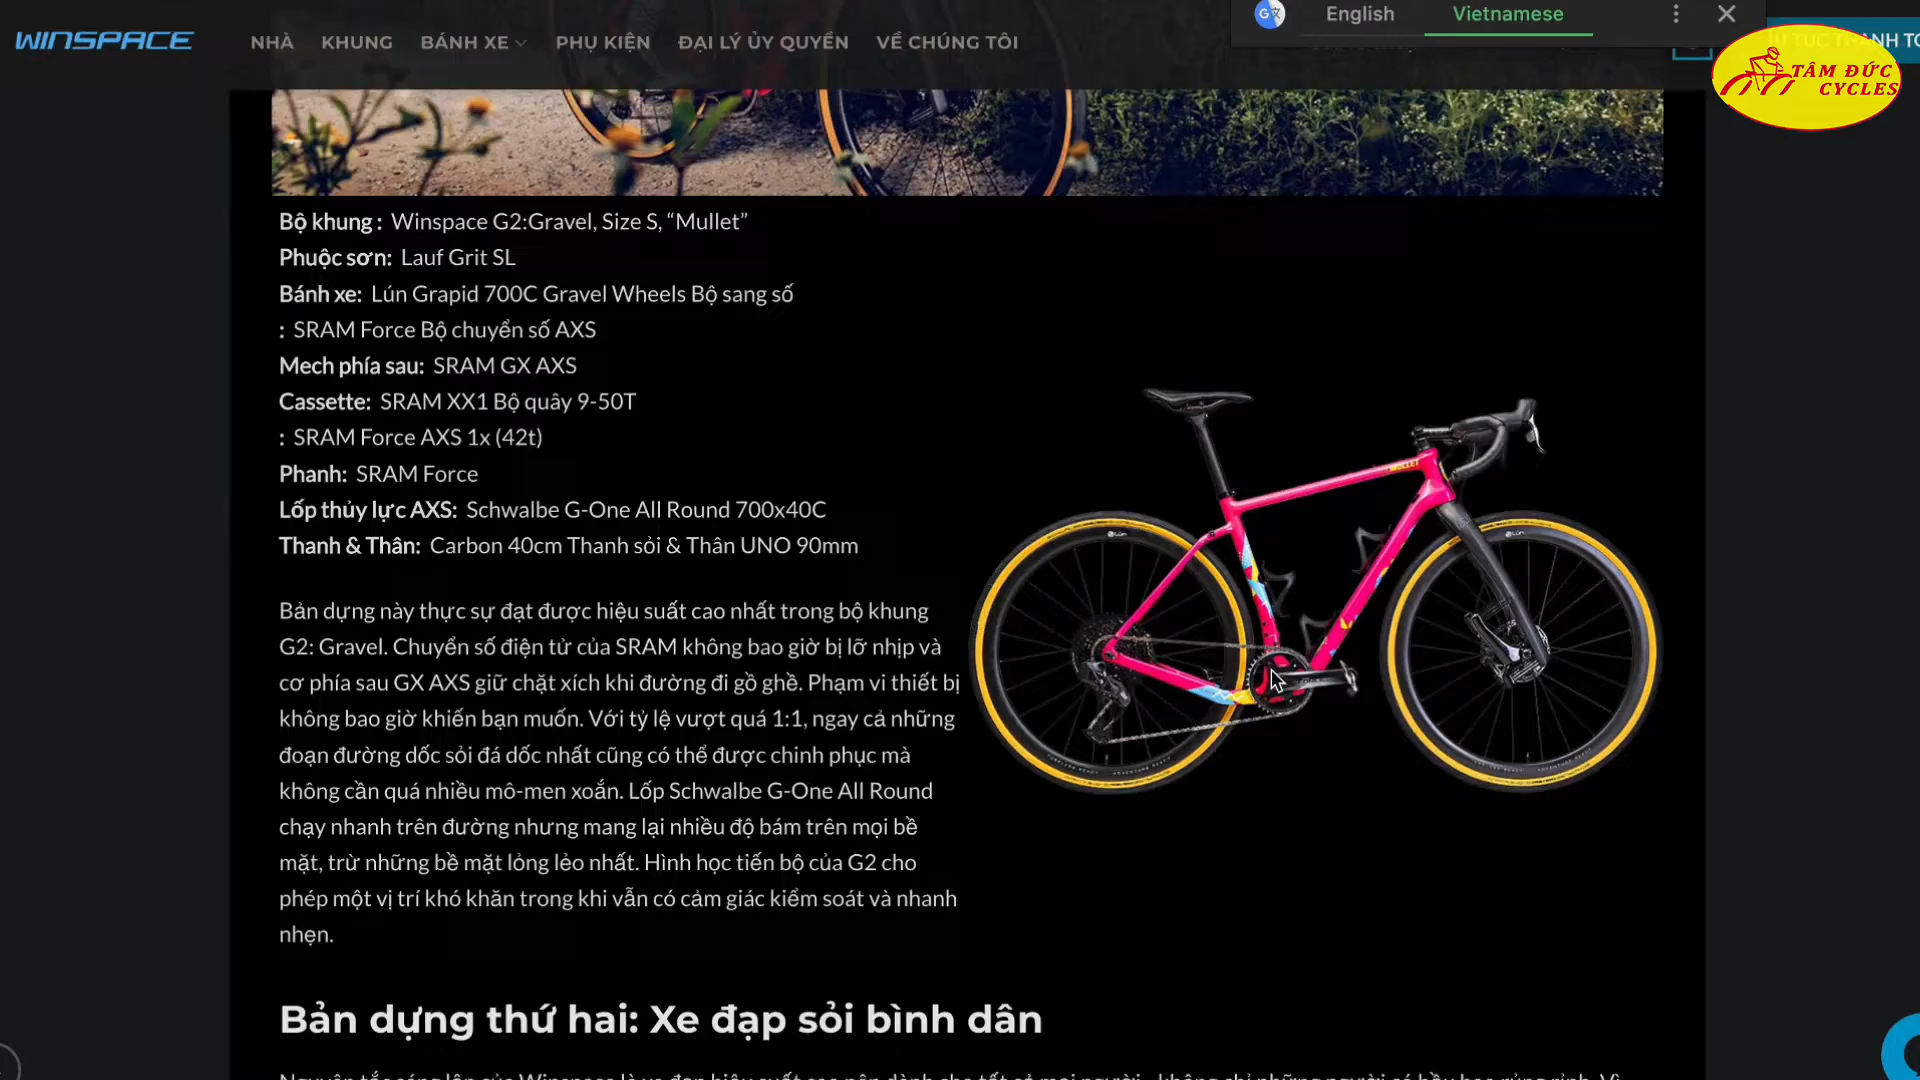 WINSPACE
NHÀ
KHUNG
BÁNH XE
PHỤ KIỆN
ĐẠI LÝ ỦY QUYỀN
VỀ CHÚNG TÔI
English
Vietnamese
TÂM ĐỨC
CYCLES
Bộ khung : Winspace G2:Gravel, Size S, “Mullet”
Phuộc sơn: Lauf Grit SL
Bánh xe: Lún Grapid 700C Gravel Wheels Bộ sang số
: SRAM Force Bộ chuyển số AXS
Mech phía sau: SRAM GX AXS
Cassette: SRAM XX1 Bộ quây 9-50T
: SRAM Force AXS 1x (42t)
Phanh: SRAM Force
Lốp thủy lực AXS: Schwalbe G-One All Round 700x40C
Thanh & Thân: Carbon 40cm Thanh sỏi & Thân UNO 90mm
MULLET
Bản dựng này thực sự đạt được hiệu suất cao nhất trong bộ khung
G2: Gravel. Chuyển số điện tử của SRAM không bao giờ bị lỡ nhịp và
cơ phía sau GX AXS giữ chặt xích khi đường đi gồ ghề. Phạm vi thiết bị
không bao giờ khiến bạn muốn. Với tỷ lệ vượt quá 1:1, ngay cả những
đoạn đường dốc sỏi đá dốc nhất cũng có thể được chinh phục mà
không cần quá nhiều mô-men xoắn. Lốp Schwalbe G-One All Round
chạy nhanh trên đường nhưng mang lại nhiều độ bám trên mọi bề
mặt, trừ những bề mặt lỏng lẻo nhất. Hình học tiến bộ của G2 cho
phép một vị trí khó khăn trong khi vẫn có cảm giác kiểm soát và nhanh
nhẹn.
Bản dựng thứ hai: Xe đạp sỏi bình dân